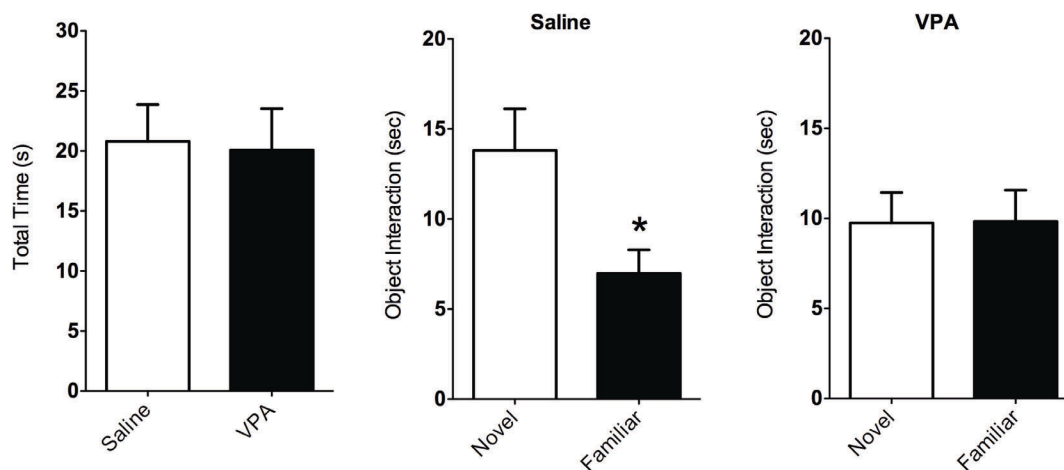 Total Time (s)
30
25
20
15
10
5
0
Saline
VPA
Saline
Object Interaction (sec)
20
15
10
5
0
*
Novel
Familiar
VPA
Object Interaction (sec)
20
15
10
5
0
Novel
Familiar